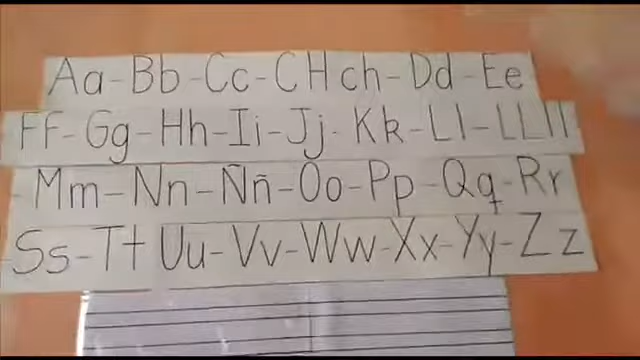 Aa-Bb-Cc-CHch-Dd-Ee
Ff-Gg-Hh-Ii-Jj-Kk-Ll-LLll
-Mm-Nn-Ññ-Oo-Pp-Qq-Rr
Ss-Tt Uu-Vv-Ww-Xx-Yy-Zz